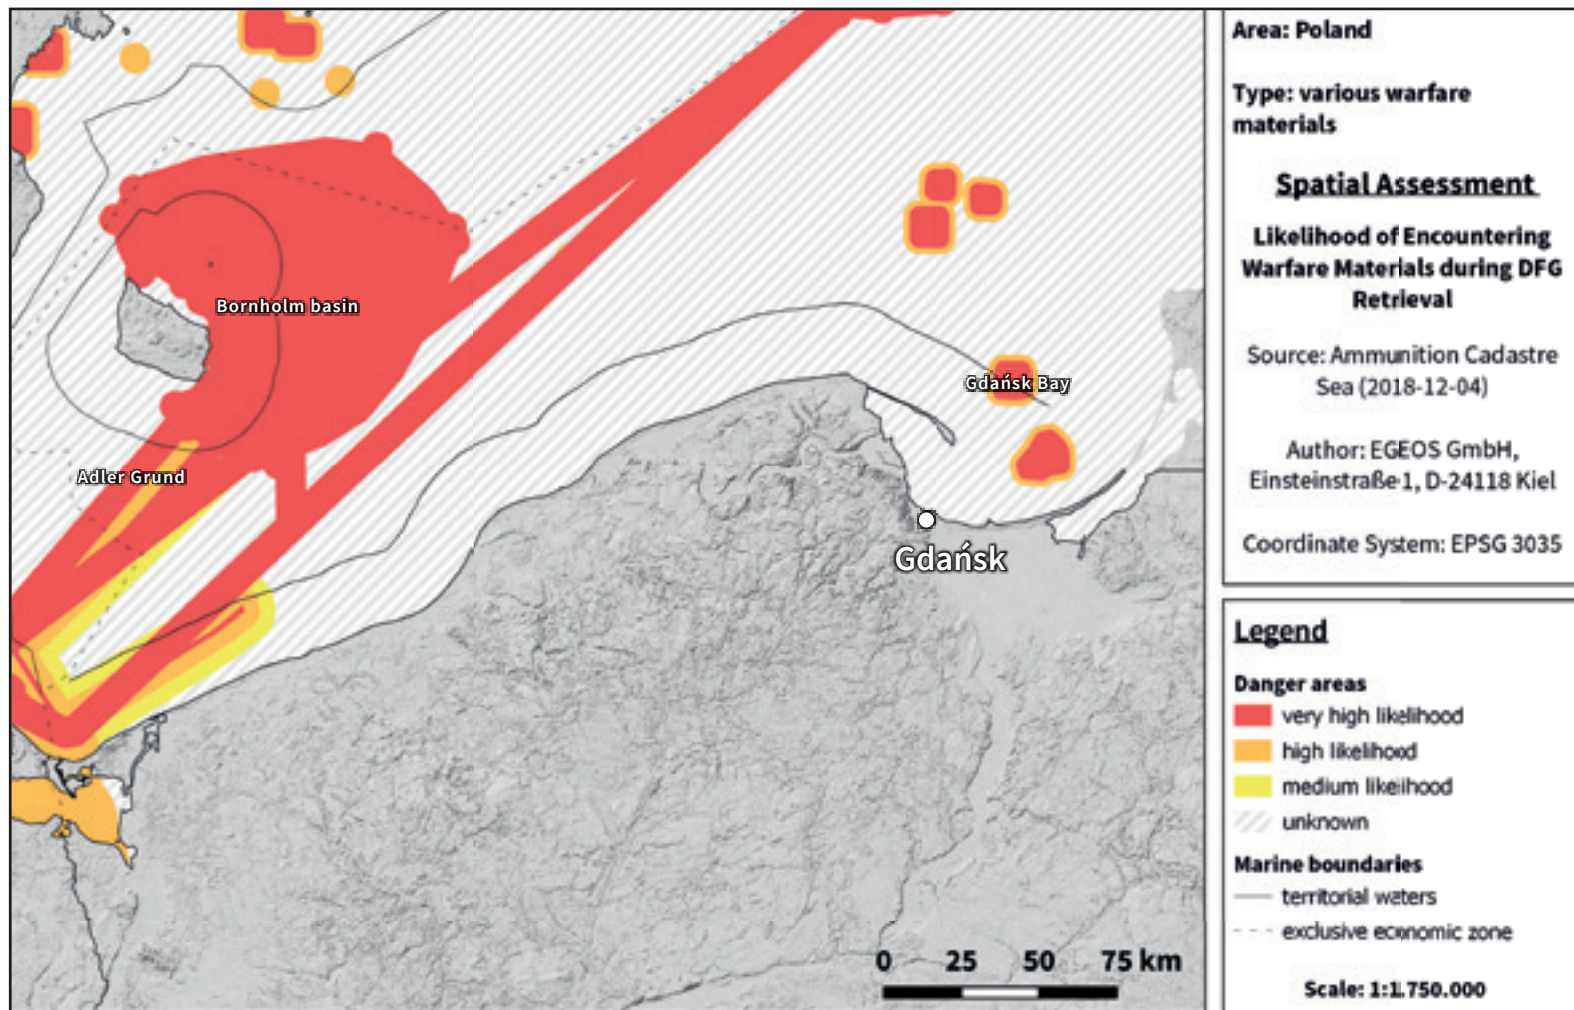 Area: Poland
Type: various warfare
materials
Spatial Assessment
Likelihood of Encountering
Warfare Materials during DFG
Retrieval
Source: Ammunition Cadastre
Sea (2018-12-04)
Author: EGEOS GmbH,
Einsteinstraße 1, D-24118 Kiel
Coordinate System: EPSG 3035
Legend
Danger areas
very high likelihood
high likelihood
medium likelihood
unknown
Marine boundaries
territorial waters
exclusive economic zone
Scale: 1:1.750.000
Bornholm basin
Adler Grund
Gdańsk Bay
Gdańsk
0 25 50 75 km